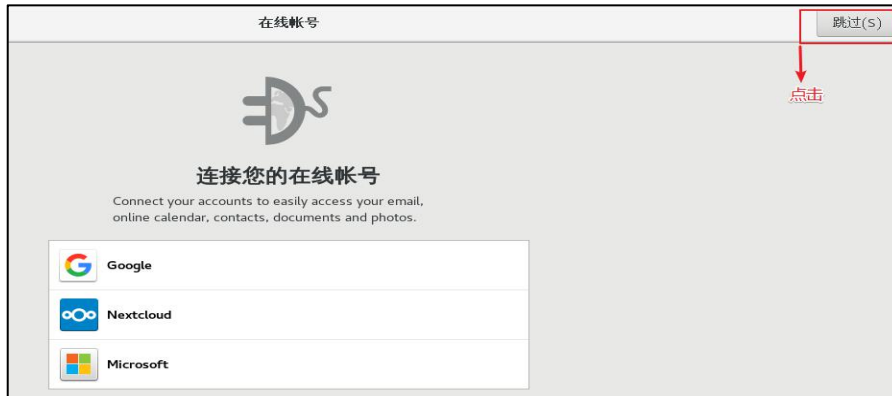 在线帐号
跳过(S)
点击
连接您的在线帐号
Connect your accounts to easily access your email,
online calendar, contacts, documents and photos.
Google
Nextcloud
Microsoft